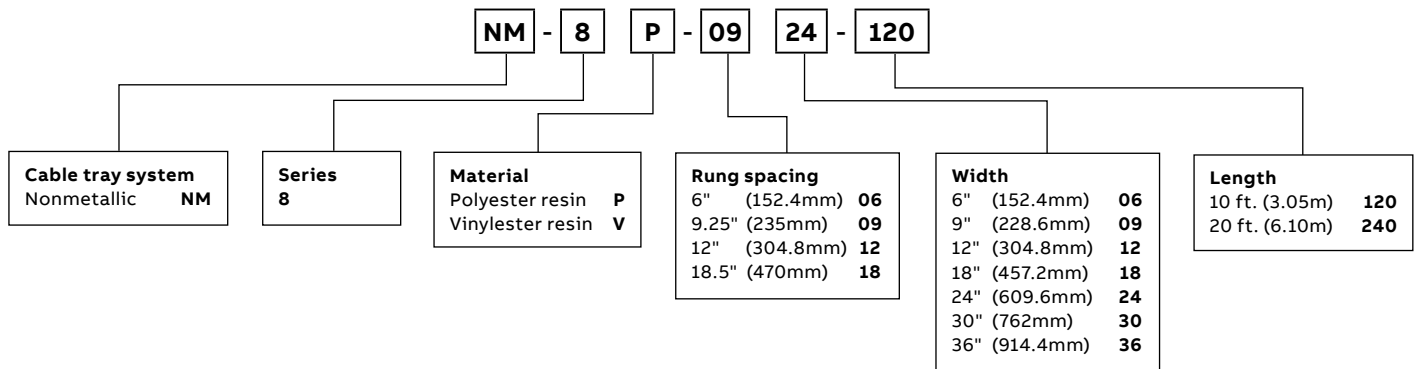 NM - 8 P - 09 24 - 120
Cable tray system
Nonmetallic NM
Series
8
Material
Polyester resin P
Vinylester resin V
Rung spacing
6" (152.4mm) 06
9.25" (235mm) 09
12" (304.8mm) 12
18.5" (470mm) 18
Width
6" (152.4mm) 06
9" (228.6mm) 09
12" (304.8mm) 12
18" (457.2mm) 18
24" (609.6mm) 24
30" (762mm) 30
36" (914.4mm) 36
Length
10 ft. (3.05m) 120
20 ft. (6.10m) 240